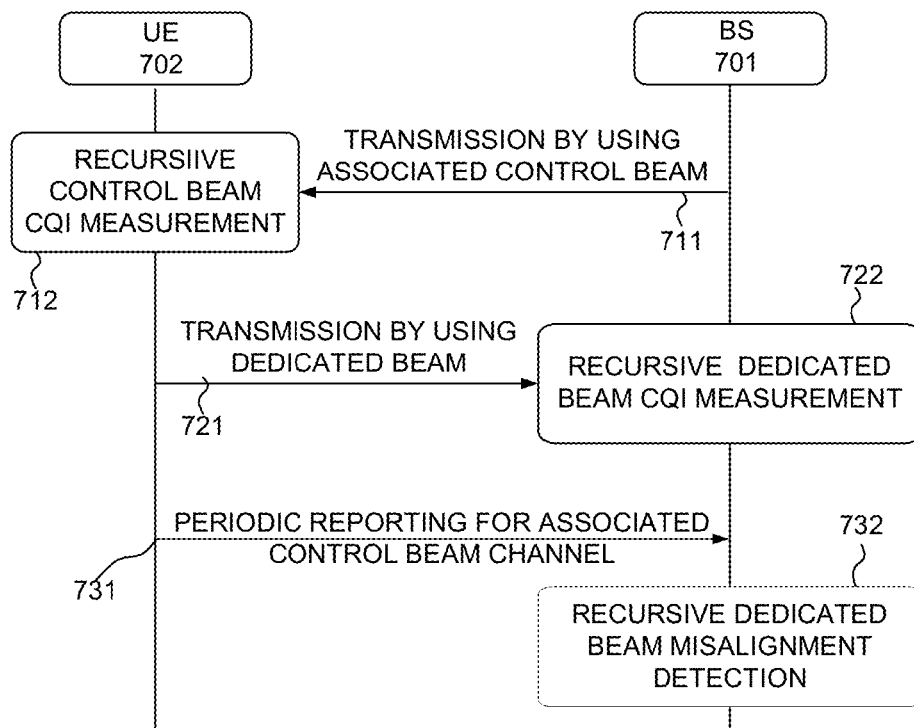 UE
702
BS
701
RECURSIIVE
CONTROL BEAM
CQI MEASUREMENT
712
TRANSMISSION BY USING
ASSOCIATED CONTROL BEAM
711
722
TRANSMISSION BY USING
DEDICATED BEAM
721
RECURSIVE DEDICATED
BEAM CQI MEASUREMENT
PERIODIC REPORTING FOR ASSOCIATED
CONTROL BEAM CHANNEL
731
732
RECURSIVE DEDICATED
BEAM MISALIGNMENT
DETECTION